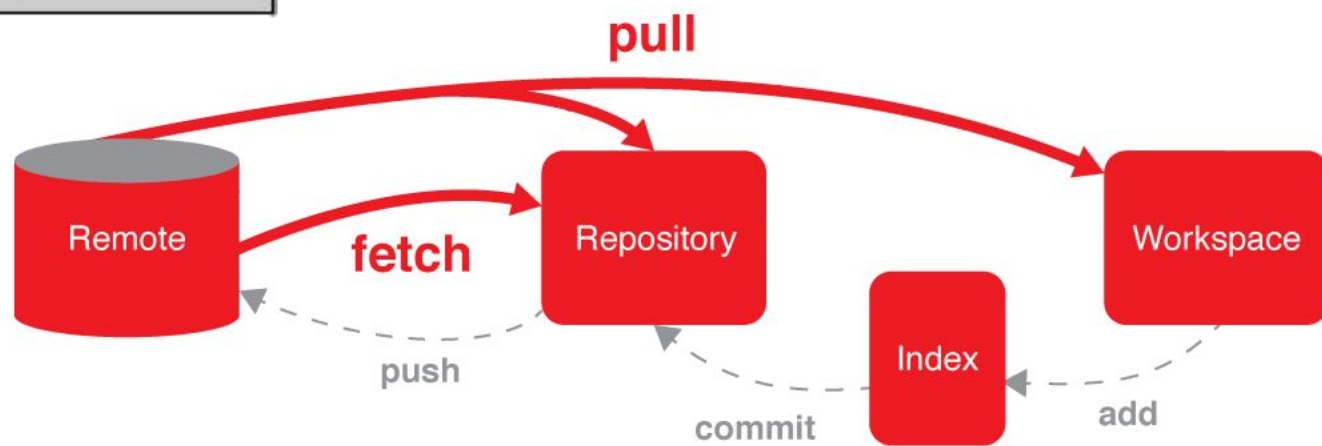 pull
Remote
fetch
Repository
Workspace
push
Index
commit
add